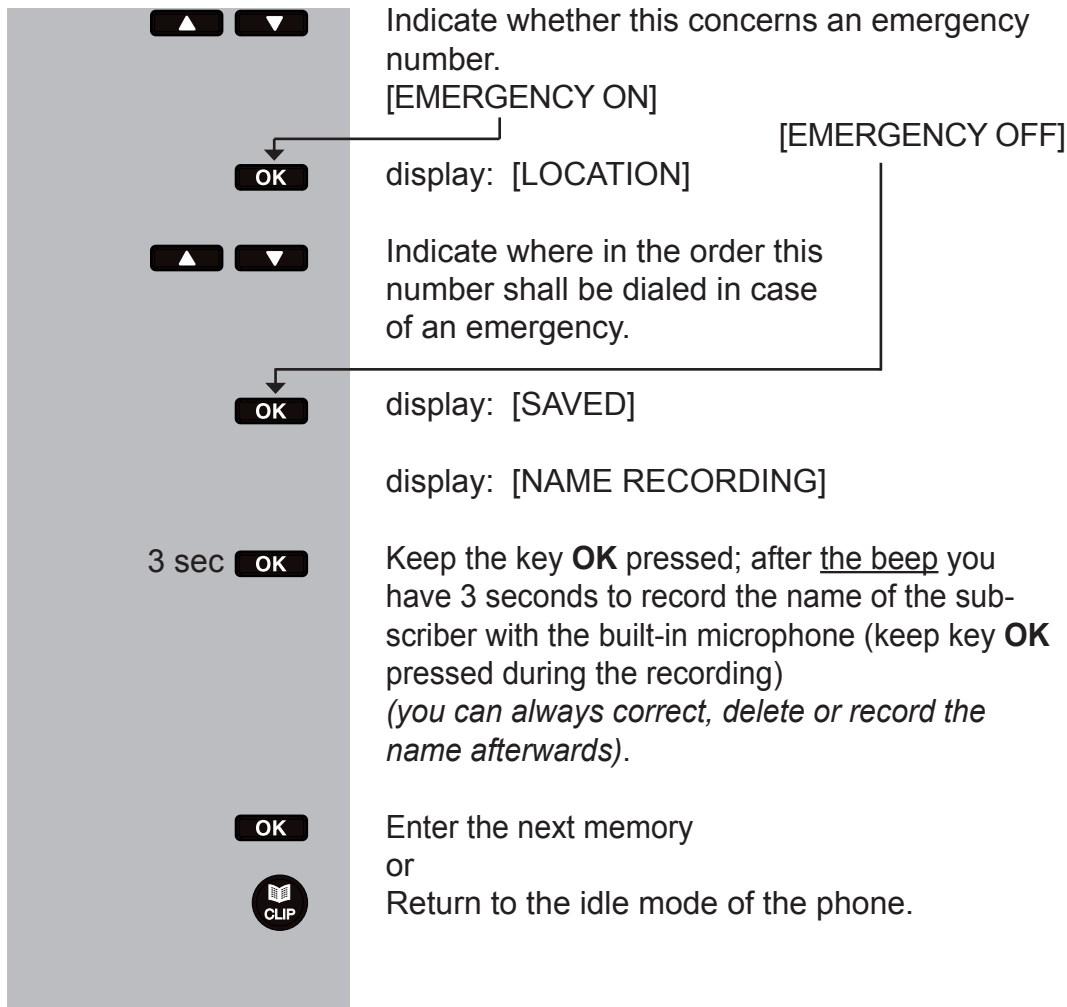 Indicate whether this concerns an emergency
number.
[EMERGENCY ON]
[EMERGENCY OFF]
OK display: [LOCATION]
Indicate where in the order this
number shall be dialed in case
of an emergency.
OK display: [SAVED]
display: [NAME RECORDING]
3 sec OK Keep the key OK pressed; after the beep you
have 3 seconds to record the name of the sub-
scriber with the built-in microphone (keep key OK
pressed during the recording)
(you can always correct, delete or record the
name afterwards).
OK Enter the next memory
or
CLIP Return to the idle mode of the phone.